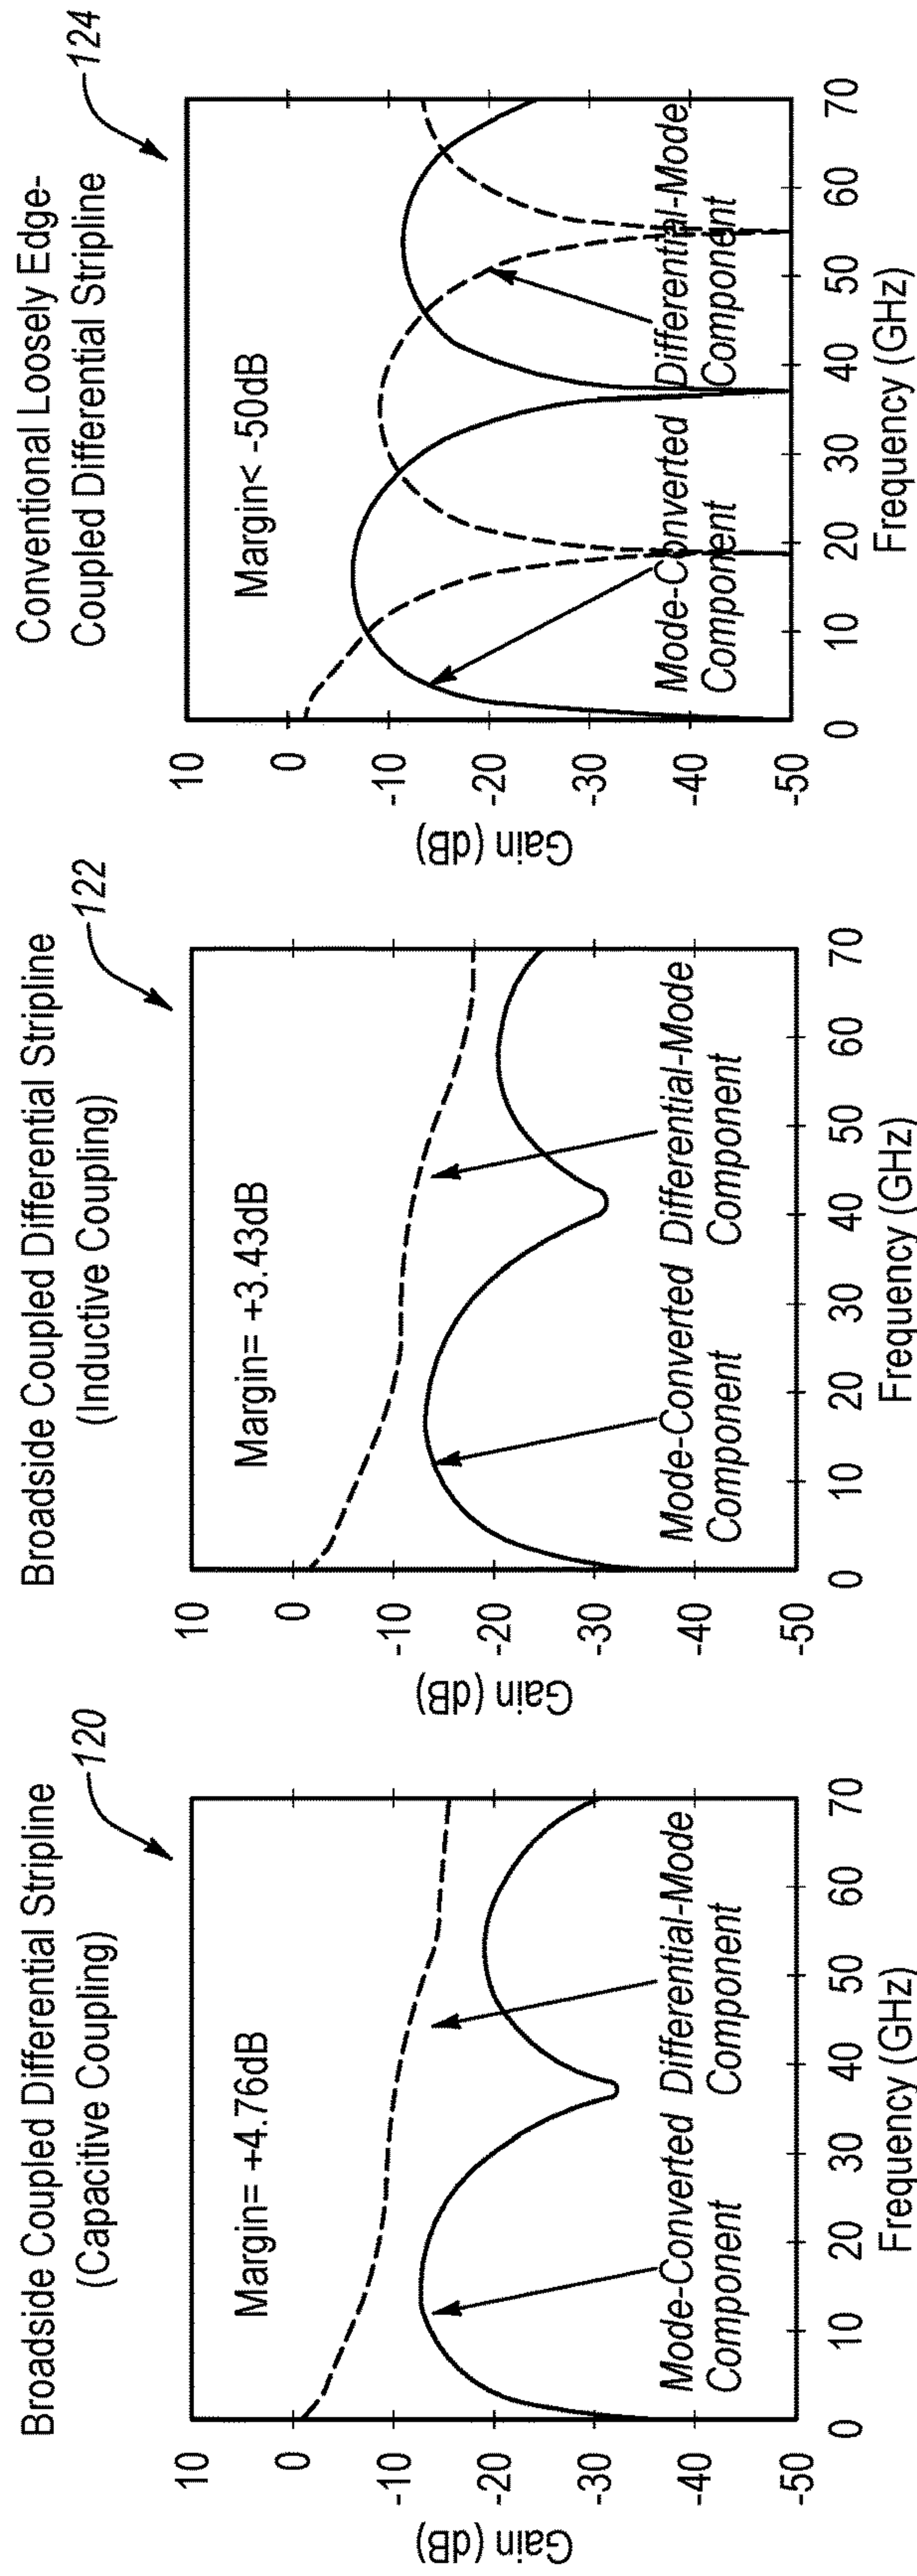 Broadside Coupled Differential Stripline
(Capacitive Coupling)
120
Margin= +4.76dB
Gain (dB)
10
0
-10
-20
-30
-40
-50
Mode-Converted
Component
Differential-Mode
Component
0
10
20
30
40
50
60
70
Frequency (GHz)
Broadside Coupled Differential Stripline
(Inductive Coupling)
122
Margin= +3.43dB
Gain (dB)
10
0
-10
-20
-30
-40
-50
Mode-Converted
Component
Differential-Mode
Component
0
10
20
30
40
50
60
70
Frequency (GHz)
Conventional Loosely Edge-
Coupled Differential Stripline
124
Margin< -50dB
Gain (dB)
10
0
-10
-20
-30
-40
-50
Mode-Converted
Component
Differential-Mode
Component
0
10
20
30
40
50
60
70
Frequency (GHz)